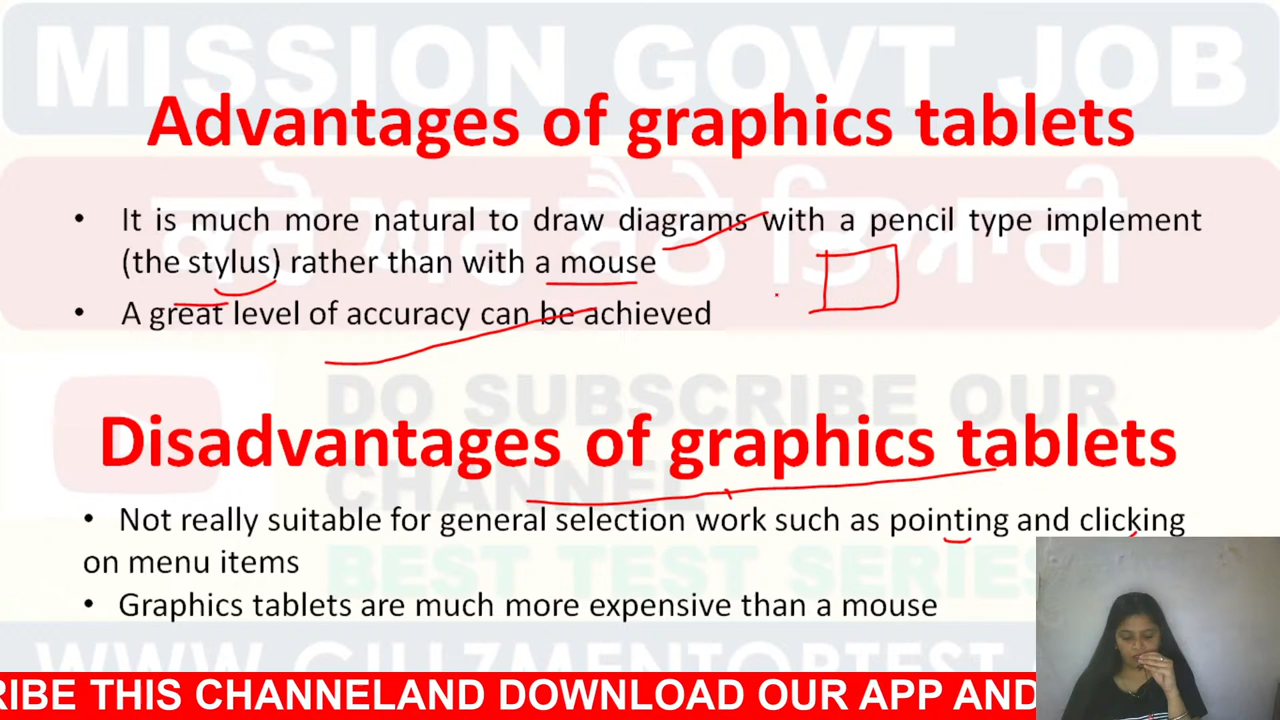 MISSION GOVT JOB
Advantages of graphics tablets
• It is much more natural to draw diagrams with a pencil type implement
(the stylus) rather than with a mouse
• A great level of accuracy can be achieved
DO SUBSCRIBE OUR
CHANNEL
Disadvantages of graphics tablets
• Not really suitable for general selection work such as pointing and clicking
on menu items
BEST TEST SERIES
• Graphics tablets are much more expensive than a mouse
RIBE THIS CHANNELAND DOWNLOAD OUR APP AND